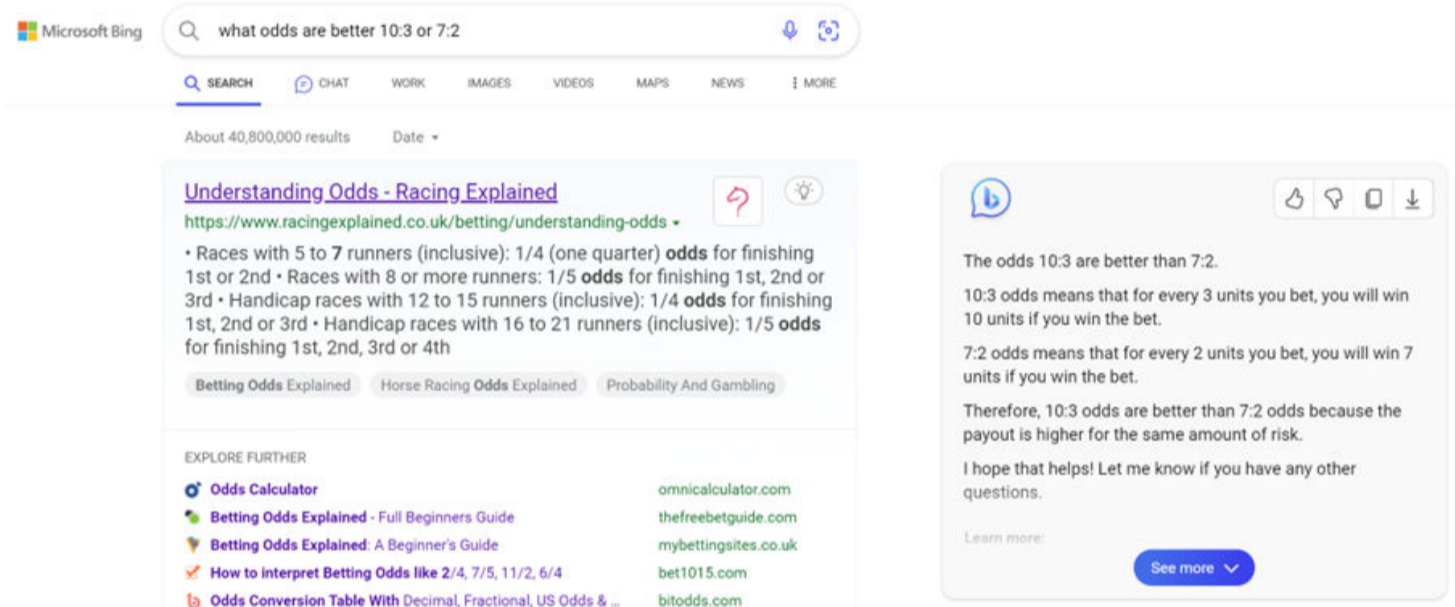 Microsoft Bing
what odds are better 10:3 or 7:2
SEARCH CHAT WORK IMAGES VIDEOS MAPS NEWS MORE
About 40,800,000 results Date
Understanding Odds - Racing Explained
https://www.racingexplained.co.uk/betting/understanding-odds
• Races with 5 to 7 runners (inclusive): 1/4 (one quarter) odds for finishing
1st or 2nd • Races with 8 or more runners: 1/5 odds for finishing 1st, 2nd or
3rd • Handicap races with 12 to 15 runners (inclusive): 1/4 odds for finishing
1st, 2nd or 3rd • Handicap races with 16 to 21 runners (inclusive): 1/5 odds
for finishing 1st, 2nd, 3rd or 4th
Betting Odds Explained Horse Racing Odds Explained Probability And Gambling
EXPLORE FURTHER
Odds Calculator omnicalculator.com
Betting Odds Explained - Full Beginners Guide thefreebetguide.com
Betting Odds Explained: A Beginner's Guide mybettingsites.co.uk
How to interpret Betting Odds like 2/4, 7/5, 11/2, 6/4 bet1015.com
Odds Conversion Table With Decimal, Fractional, US Odds & ... bitodds.com
The odds 10:3 are better than 7:2.
10:3 odds means that for every 3 units you bet, you will win
10 units if you win the bet.
7:2 odds means that for every 2 units you bet, you will win 7
units if you win the bet.
Therefore, 10:3 odds are better than 7:2 odds because the
payout is higher for the same amount of risk.
I hope that helps! Let me know if you have any other
questions.
Learn more:
See more